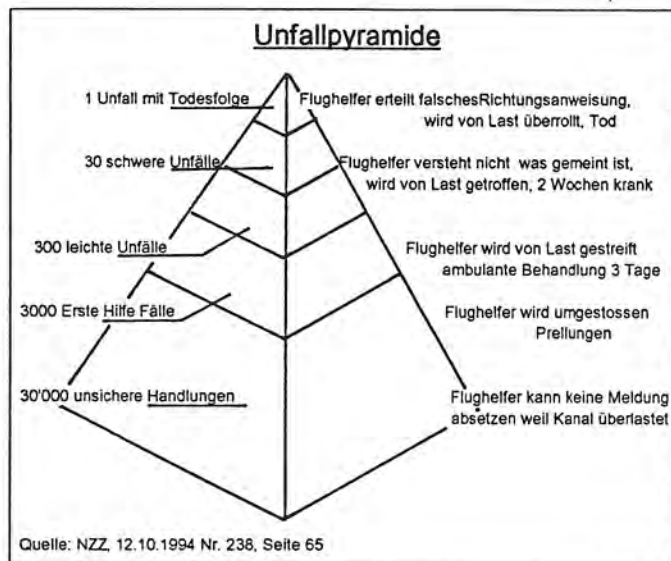 Unfallpyramide
1 Unfall mit Todesfolge
Flughelfer erteilt falschesRichtungsanweisung,
wird von Last überrollt, Tod
30 schwere Unfälle
Flughelfer versteht nicht was gemeint ist,
wird von Last getroffen, 2 Wochen krank
300 leichte Unfälle
Flughelfer wird von Last gestreift
ambulante Behandlung 3 Tage
3000 Erste Hilfe Fälle
Flughelfer wird umgestossen
Prellungen
30'000 unsichere Handlungen
Flughelfer kann keine Meldung
absetzen weil Kanal überlastet
Quelle: NZZ, 12.10.1994 Nr. 238, Seite 65